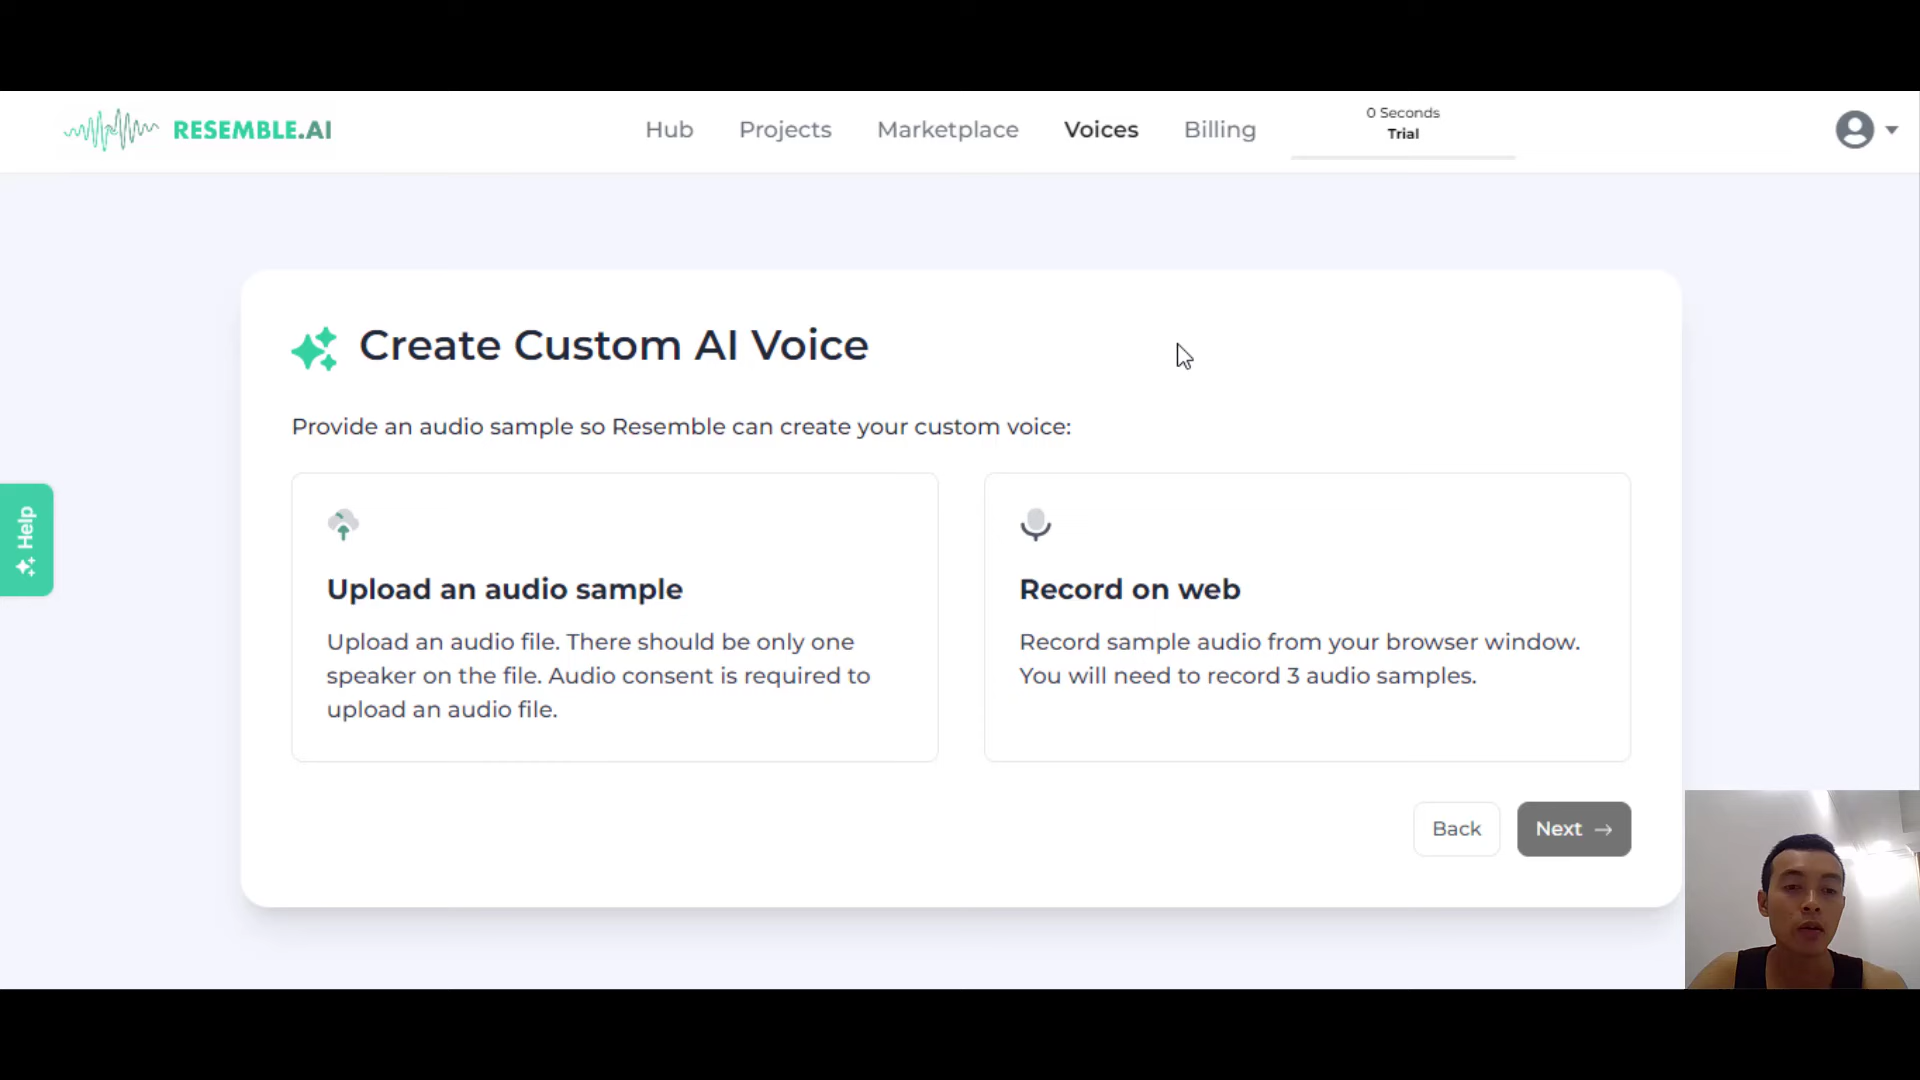 RESEMBLE.AI
Hub
Projects
Marketplace
Voices
Billing
0 Seconds
Trial
Create Custom AI Voice
Provide an audio sample so Resemble can create your custom voice:
Upload an audio sample
Upload an audio file. There should be only one
speaker on the file. Audio consent is required to
upload an audio file.
Record on web
Record sample audio from your browser window.
You will need to record 3 audio samples.
Help
Back
Next →